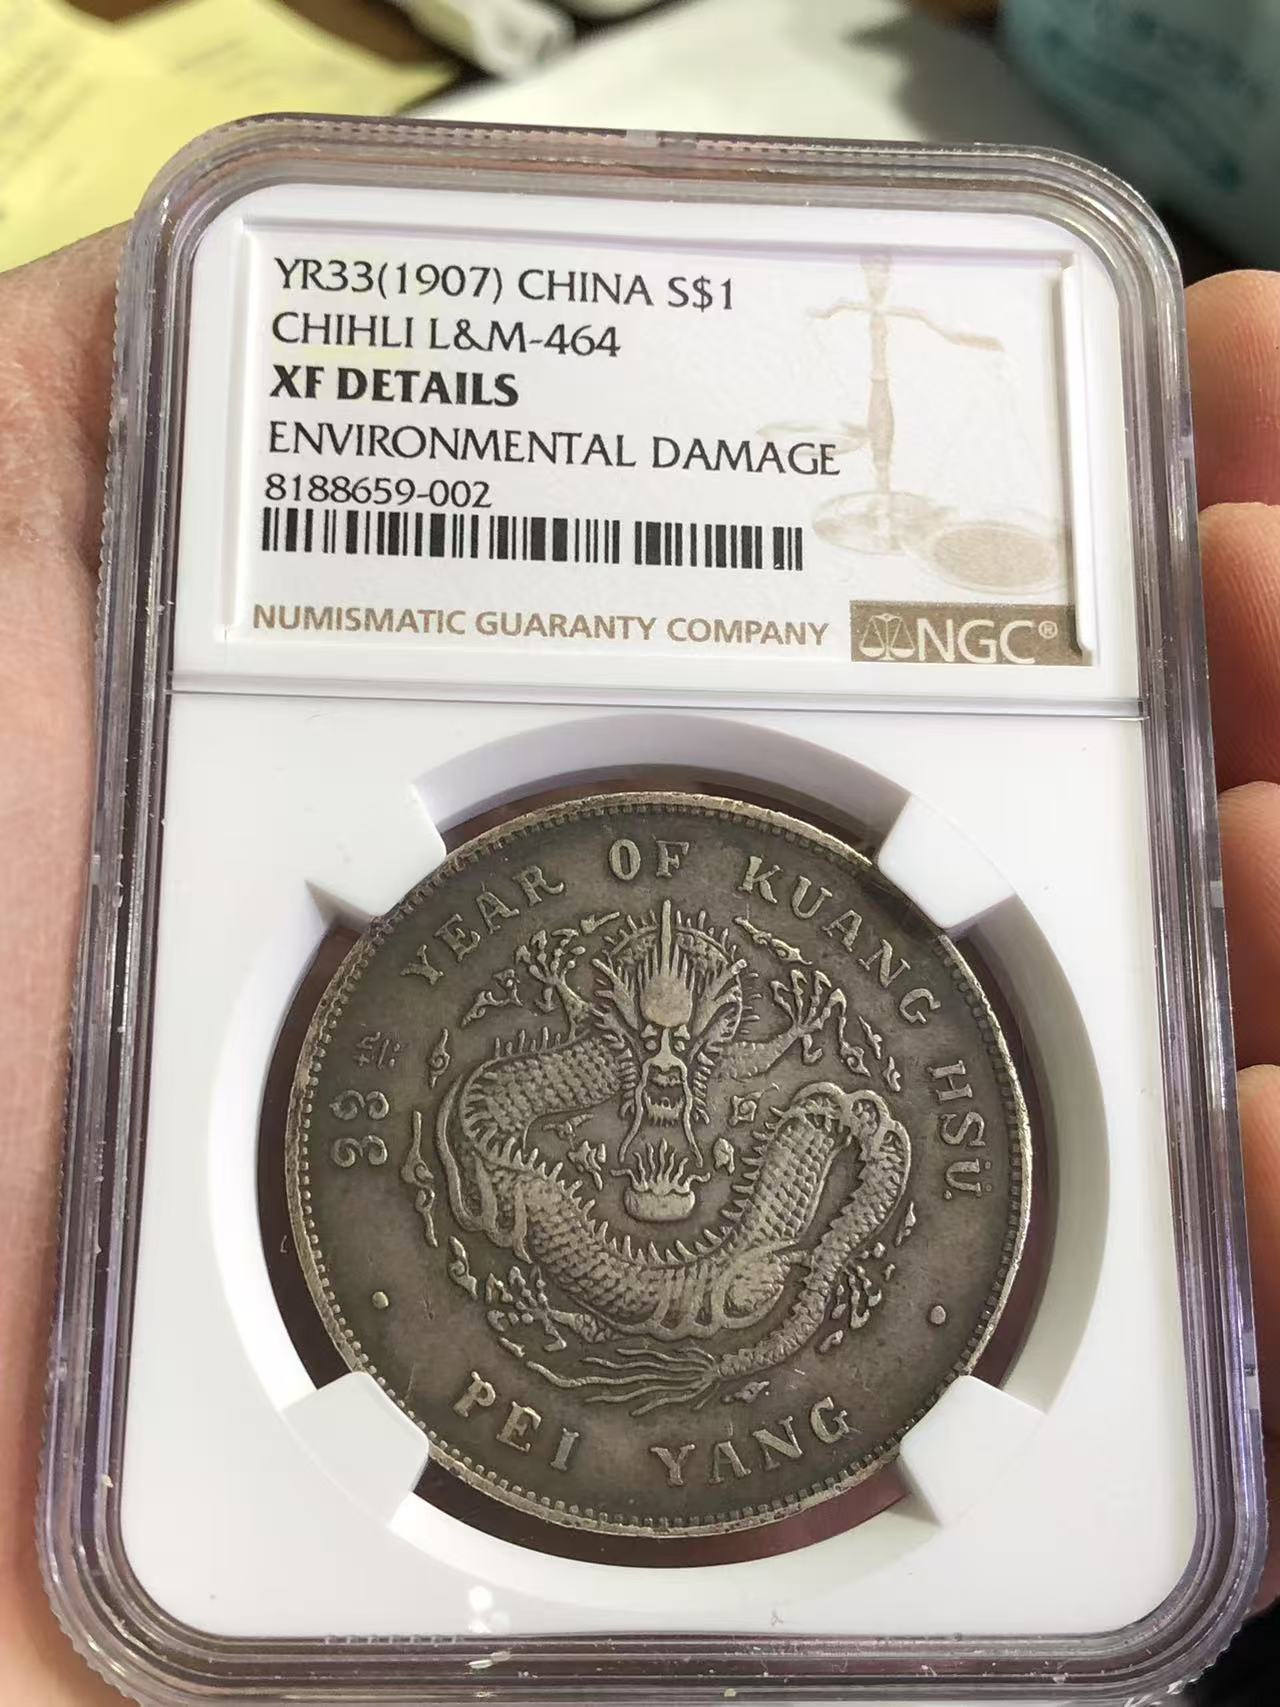 YR33(1907) CHINA S$1
CHIHLI L&M-464
XF DETAILS
ENVIRONMENTAL DAMAGE
8188659-002
NUMISMATIC GUARANTY COMPANY NGC®
33 RD YEAR OF KUANG HSÜ.
PEI YANG